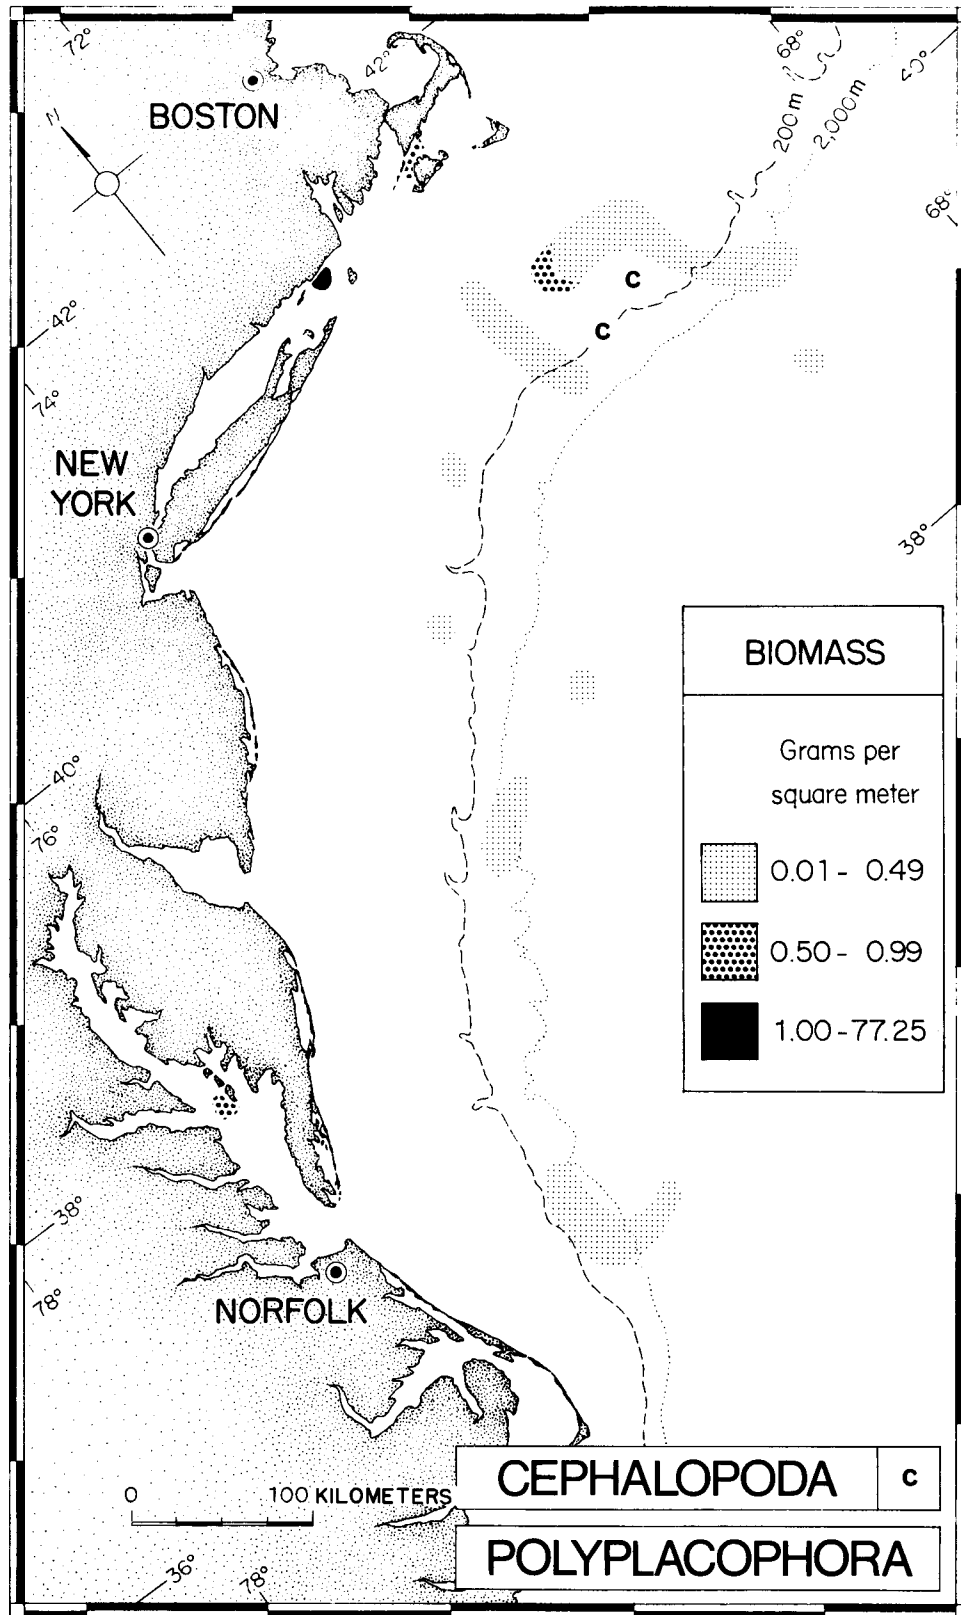 72°
42°
68°
40°
BOSTON
N
200m
2,000m
68°
C
C
42°
74°
NEW
YORK
38°
BIOMASS
Grams per
square meter
0.01 - 0.49
0.50 - 0.99
1.00 - 77.25
40°
76°
38°
78°
NORFOLK
CEPHALOPODA C
0 100 KILOMETERS
POLYPLACOPHORA
36°
78°